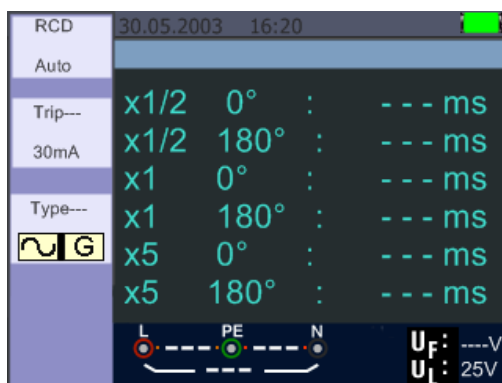 RCD
Auto
Trip---
30mA
Type---
G
30.05.2003 16:20
x1/2 0° : - - - ms
x1/2 180° : - - - ms
x1 0° : - - - ms
x1 180° : - - - ms
x5 0° : - - - ms
x5 180° : - - - ms
L PE N
--- ---
---
UF: ----V
UL: 25V